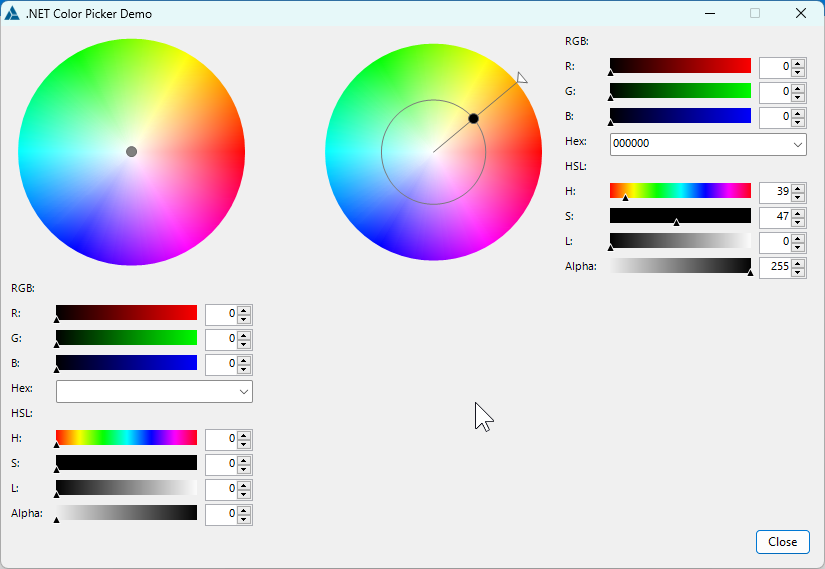 .NET Color Picker Demo
RGB:
R: 0
G: 0
B: 0
Hex: 000000
HSL:
H: 39
S: 47
L: 0
Alpha: 255
RGB:
R: 0
G: 0
B: 0
Hex:
HSL:
H: 0
S: 0
L: 0
Alpha: 0
Close